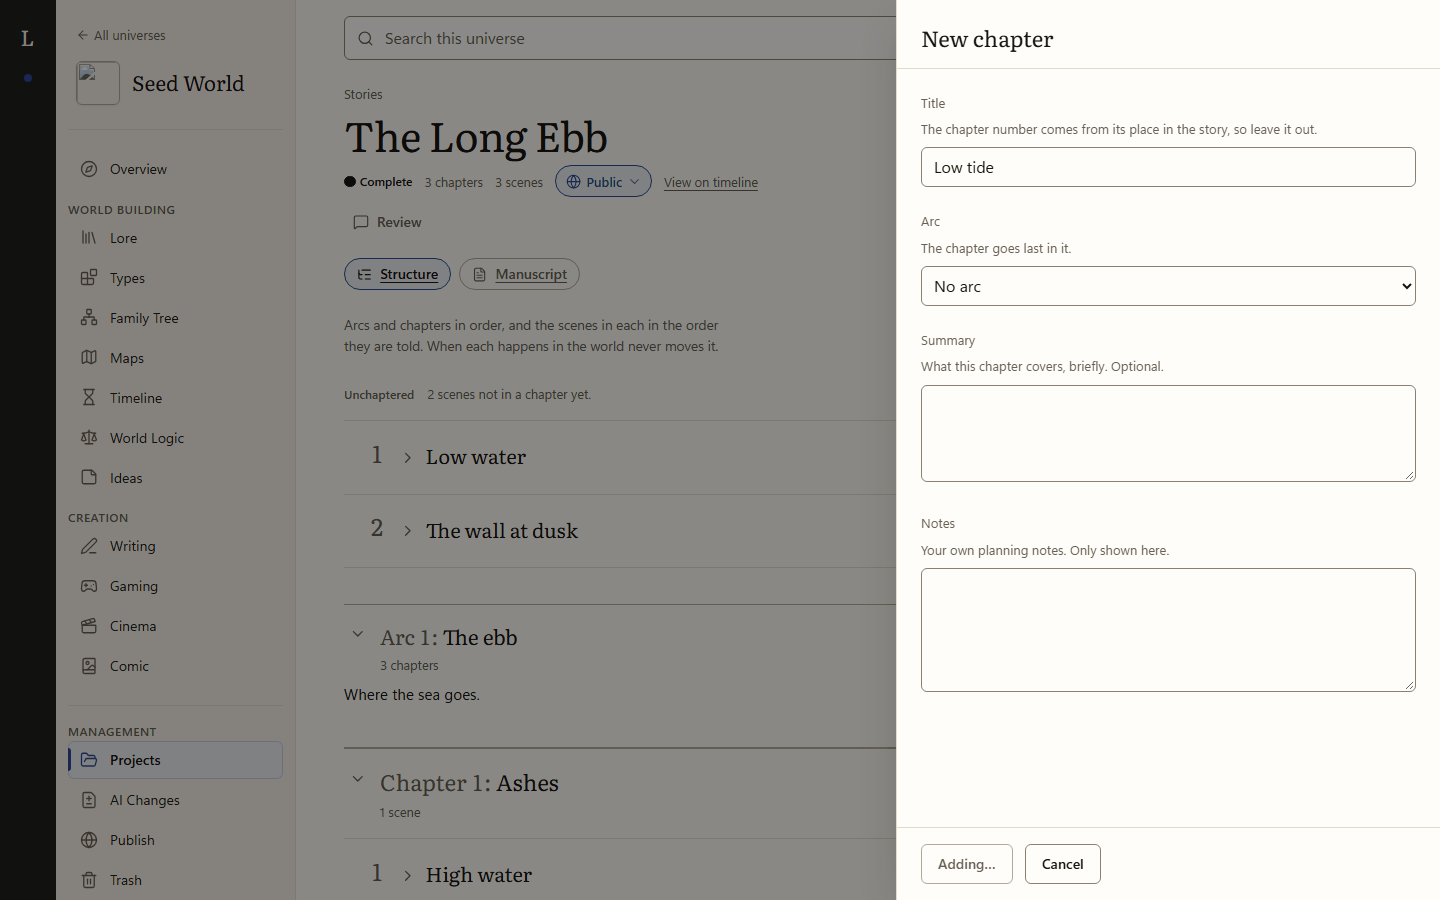 L
All universes
Seed World
Overview
WORLD BUILDING
Lore
Types
Family Tree
Maps
Timeline
World Logic
Ideas
CREATION
Writing
Gaming
Cinema
Comic
MANAGEMENT
Projects
AI Changes
Publish
Trash
Search this universe
Stories
The Long Ebb
Complete 3 chapters 3 scenes Public View on timeline
Review
Structure Manuscript
Arcs and chapters in order, and the scenes in each in the order
they are told. When each happens in the world never moves it.
Unchaptered 2 scenes not in a chapter yet.
1 Low water
2 The wall at dusk
Arc 1: The ebb
3 chapters
Where the sea goes.
Chapter 1: Ashes
1 scene
1 High water
New chapter
Title
The chapter number comes from its place in the story, so leave it out.
Low tide
Arc
The chapter goes last in it.
No arc
Summary
What this chapter covers, briefly. Optional.
Notes
Your own planning notes. Only shown here.
Adding... Cancel